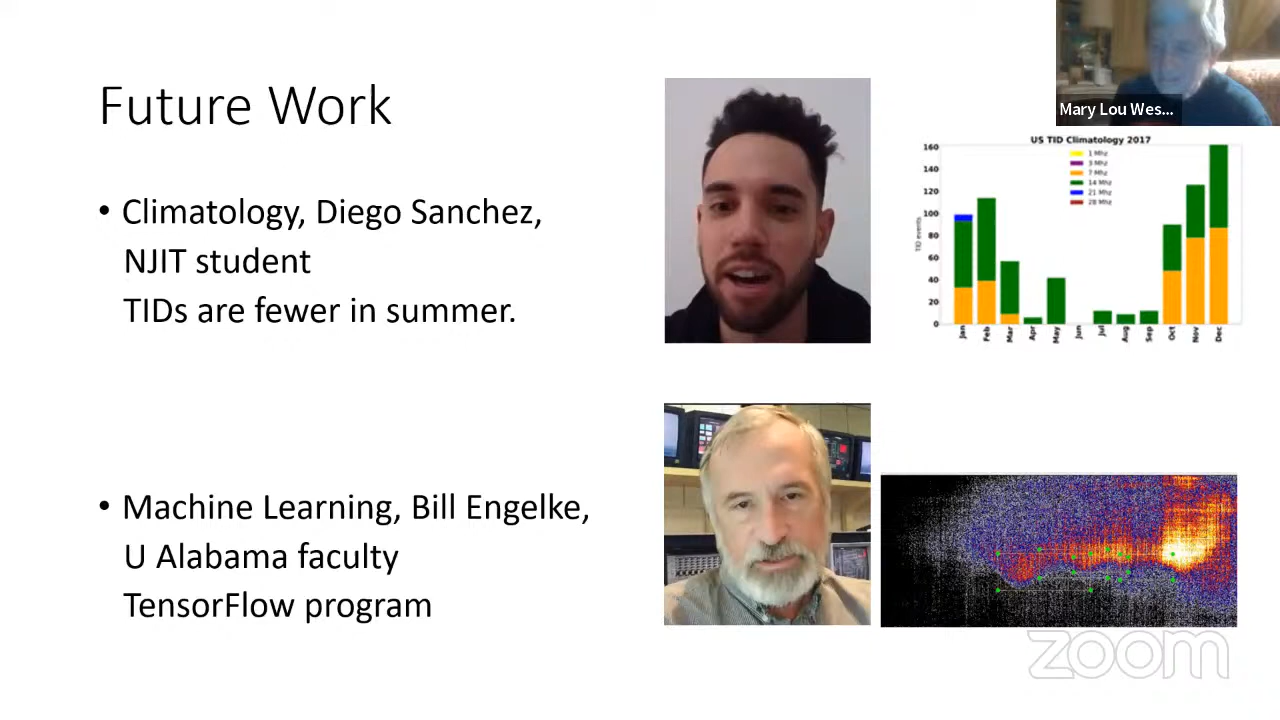 Future Work
Mary Lou Wes...
• Climatology, Diego Sanchez,
NJIT student
TIDs are fewer in summer.
US TID Climatology 2017
1 Mhz
3 Mhz
7 Mhz
14 Mhz
21 Mhz
28 Mhz
TID events
160
140
120
100
80
60
40
20
0
Jan Feb Mar Apr May Jun Jul Aug Sep Oct Nov Dec
• Machine Learning, Bill Engelke,
U Alabama faculty
TensorFlow program
zoom